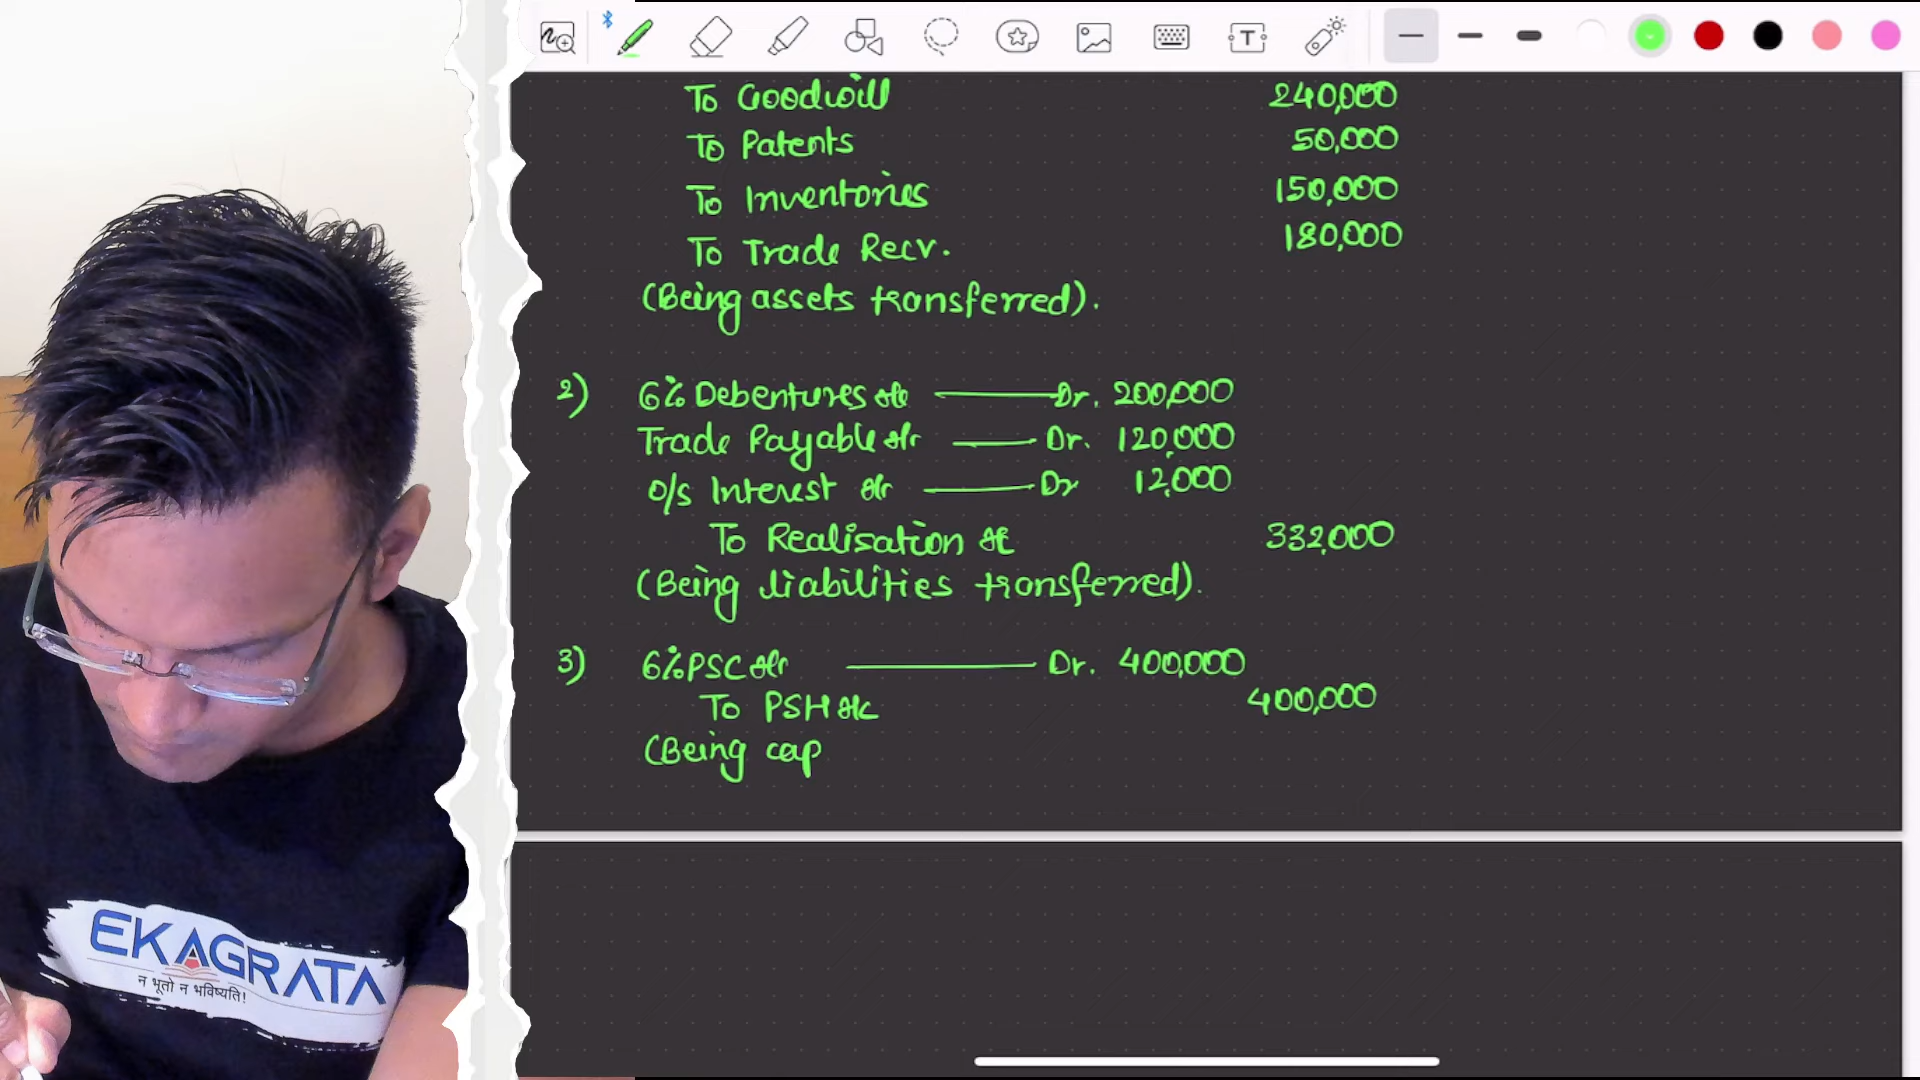 To Goodwill 240,000
To Patents 50,000
To Inventories 150,000
To Trade Recv. 180,000
(Being assets transferred).
2) 6% Debentures a/c Dr. 200,000
Trade Payable a/c Dr. 120,000
O/S Interest a/c Dr 12,000
To Realisation a/c 332,000
(Being liabilities transferred).
3) 6% PSC a/c Dr. 400,000
To PSH a/c 400,000
(Being cap
EKAGRATA
न भूतो न भविष्यति!